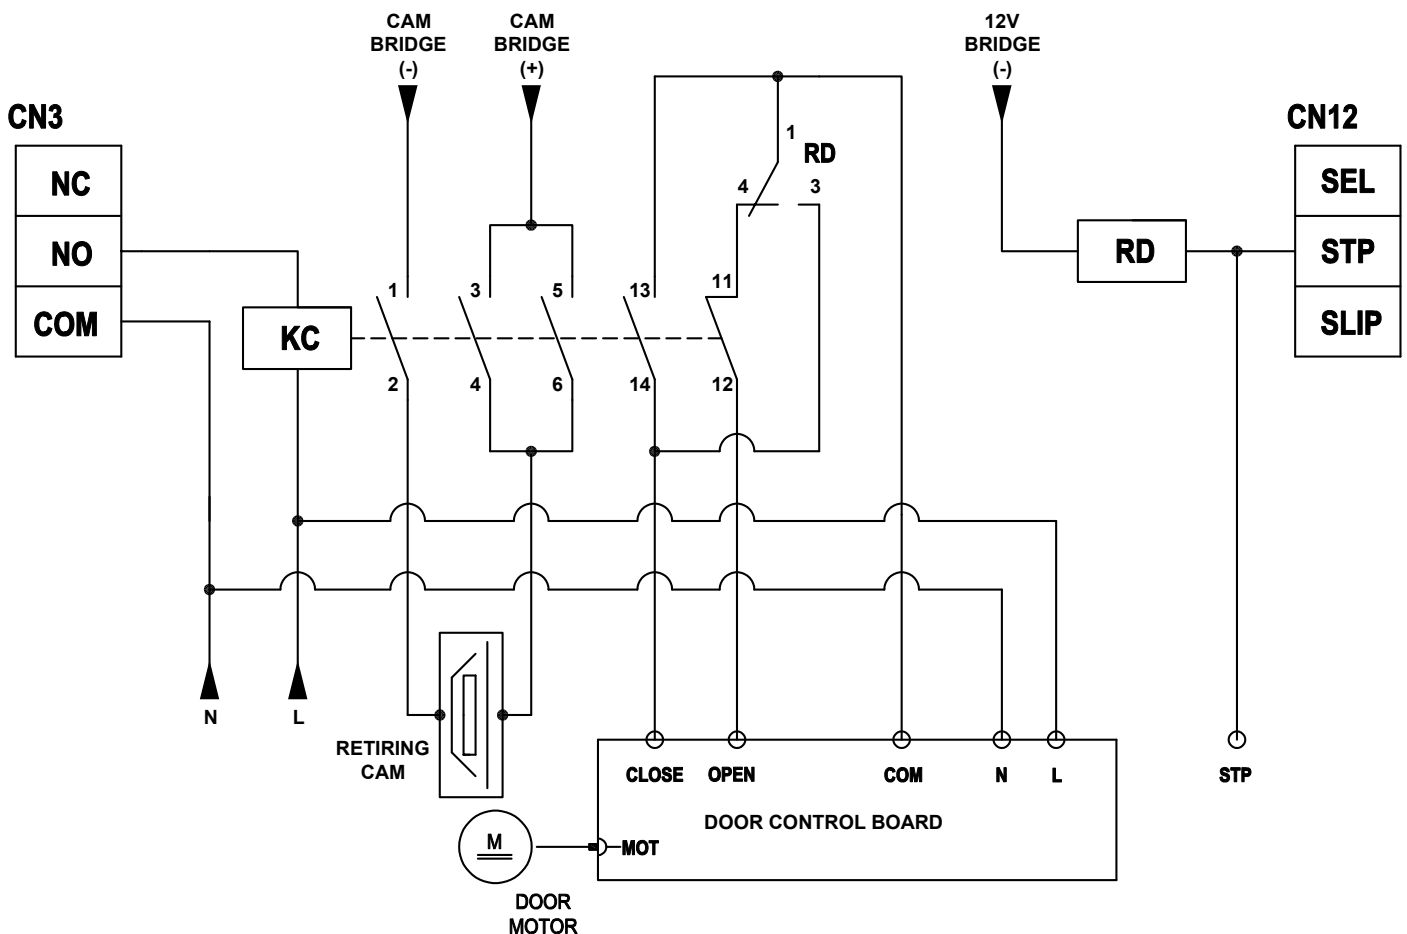 CAM
BRIDGE
(-)
CAM
BRIDGE
(+)
12V
BRIDGE
(-)
CN3
NC
NO
COM
CN12
SEL
STP
SLIP
1
RD
4
3
RD
KC
1
3
5
13
11
2
4
6
14
12
N
L
RETIRING
CAM
CLOSE
OPEN
COM
N
L
STP
DOOR CONTROL BOARD
M
MOT
DOOR
MOTOR